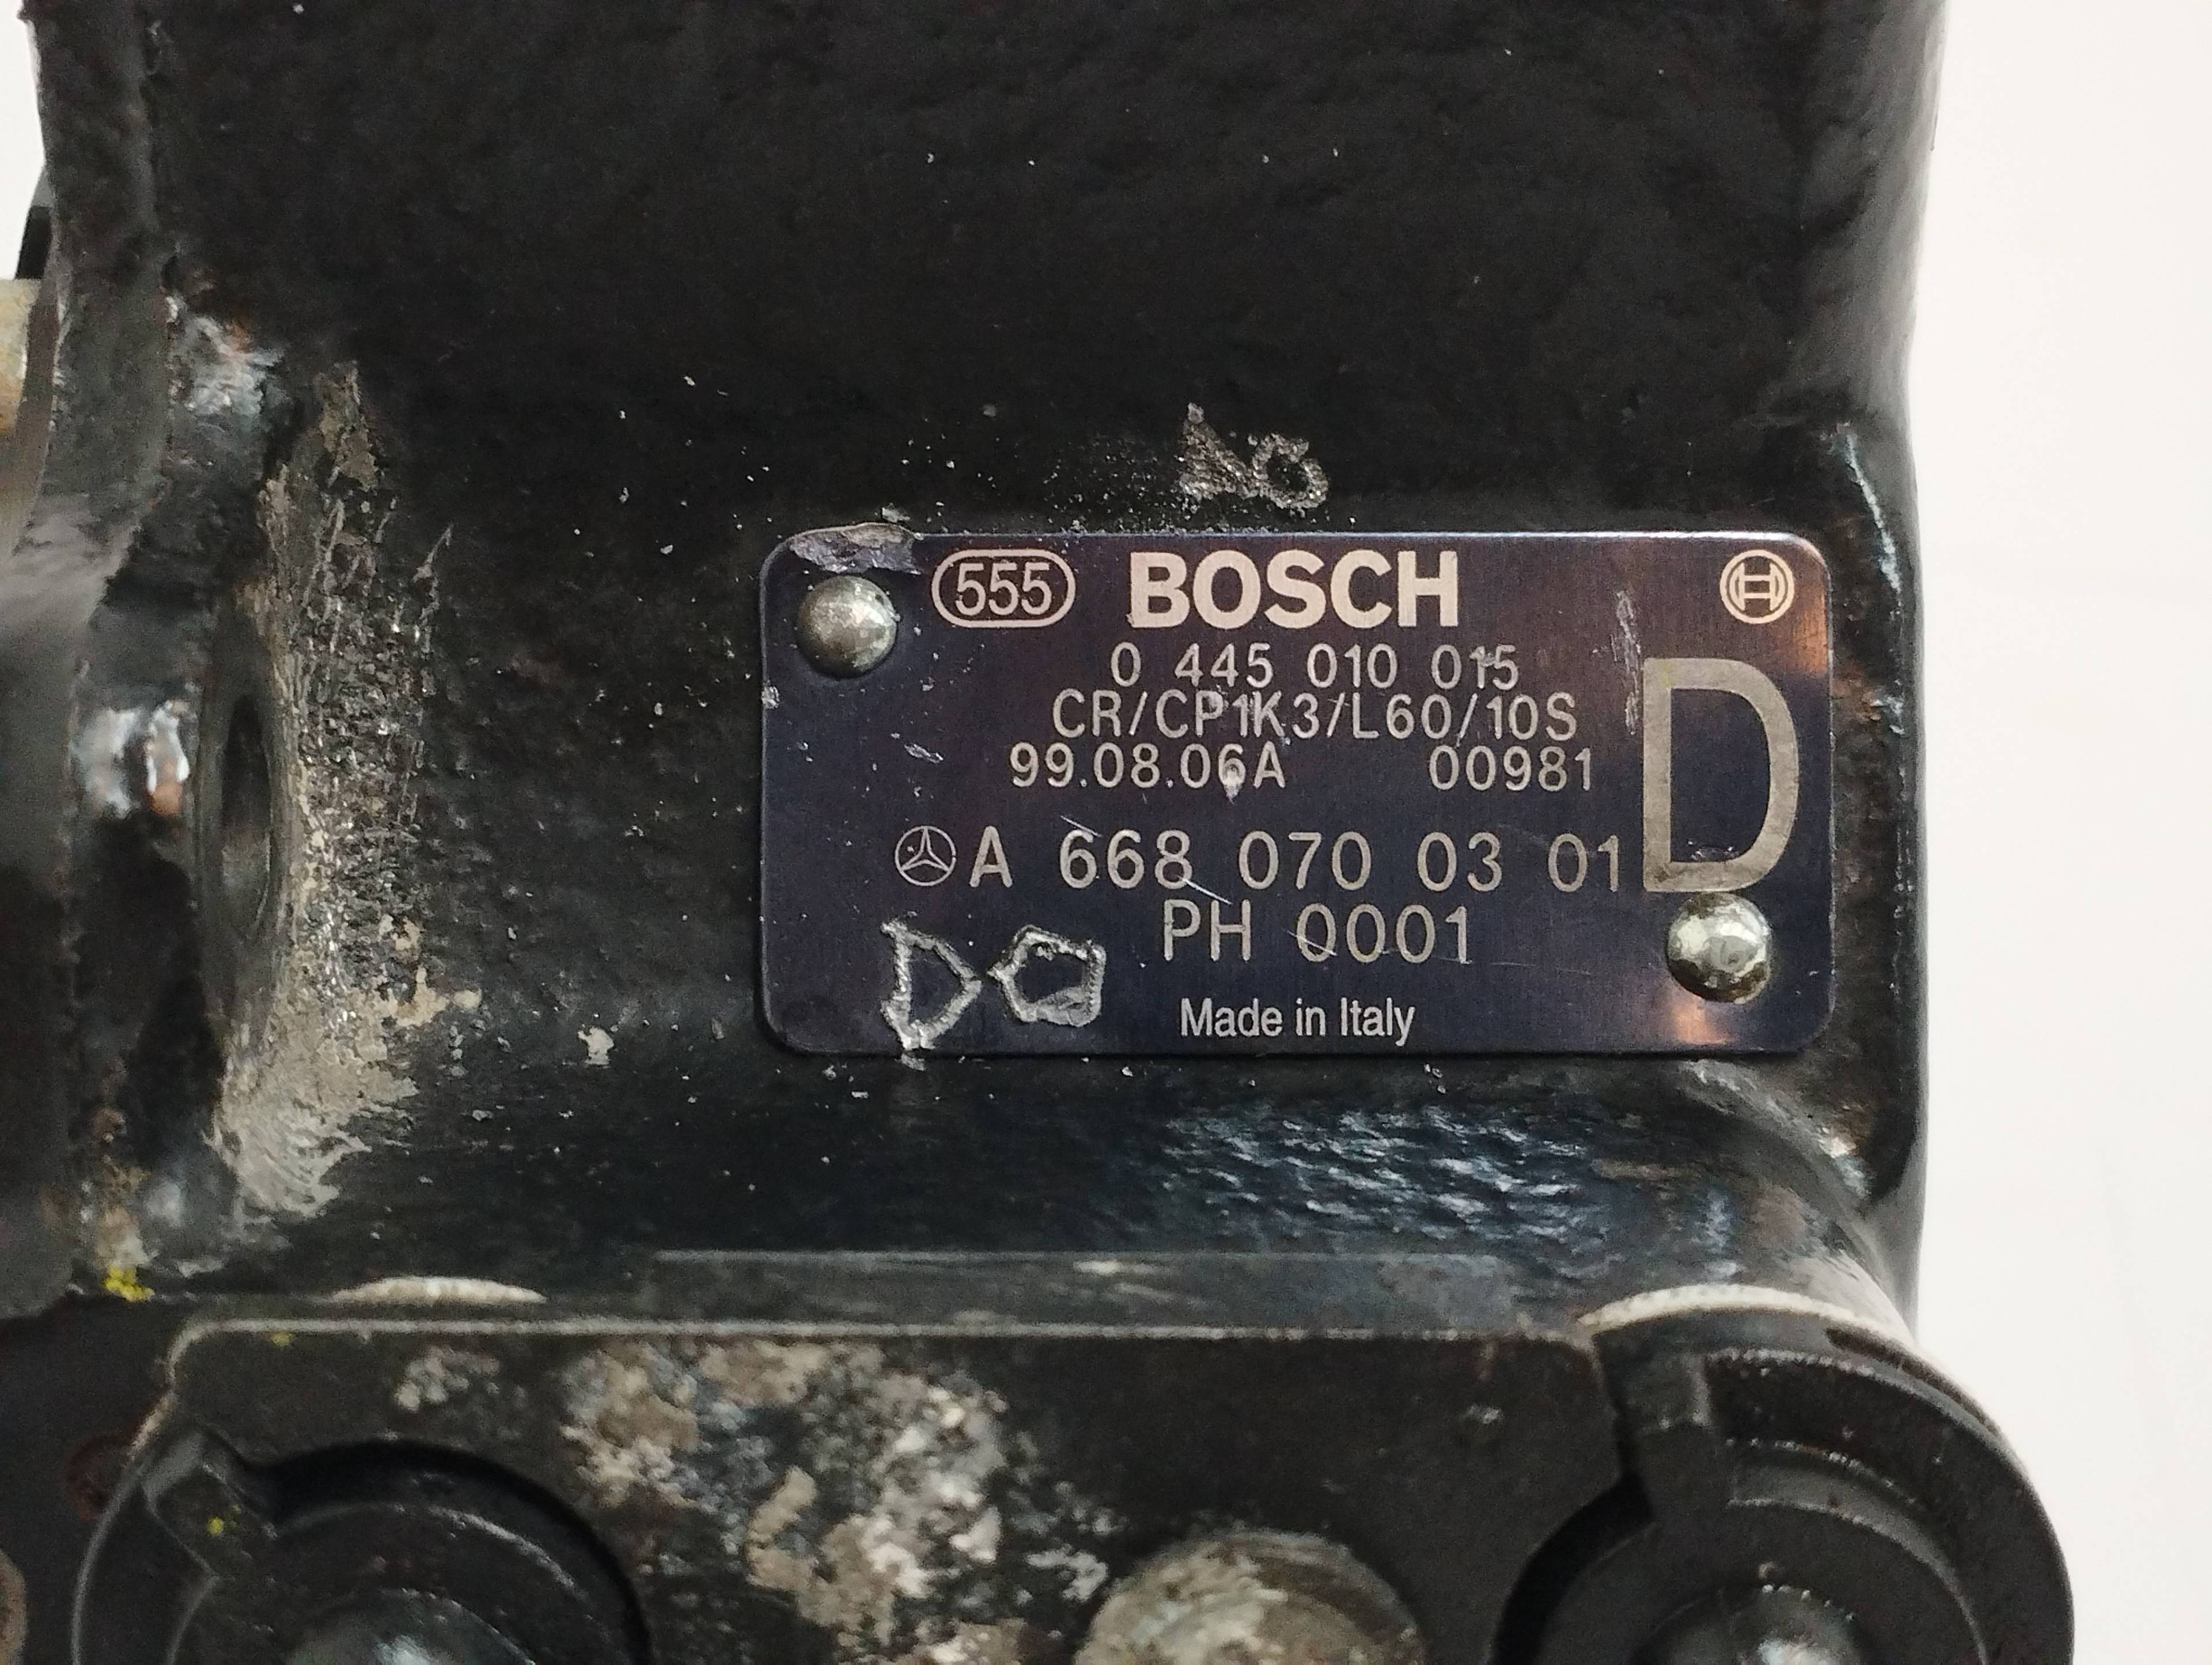 AG
555 BOSCH
0 445 010 015
CR/CP1K3/L60/10S
99.08.06A 00981
D
A 668 070 03 01
PH 0001
Made in Italy